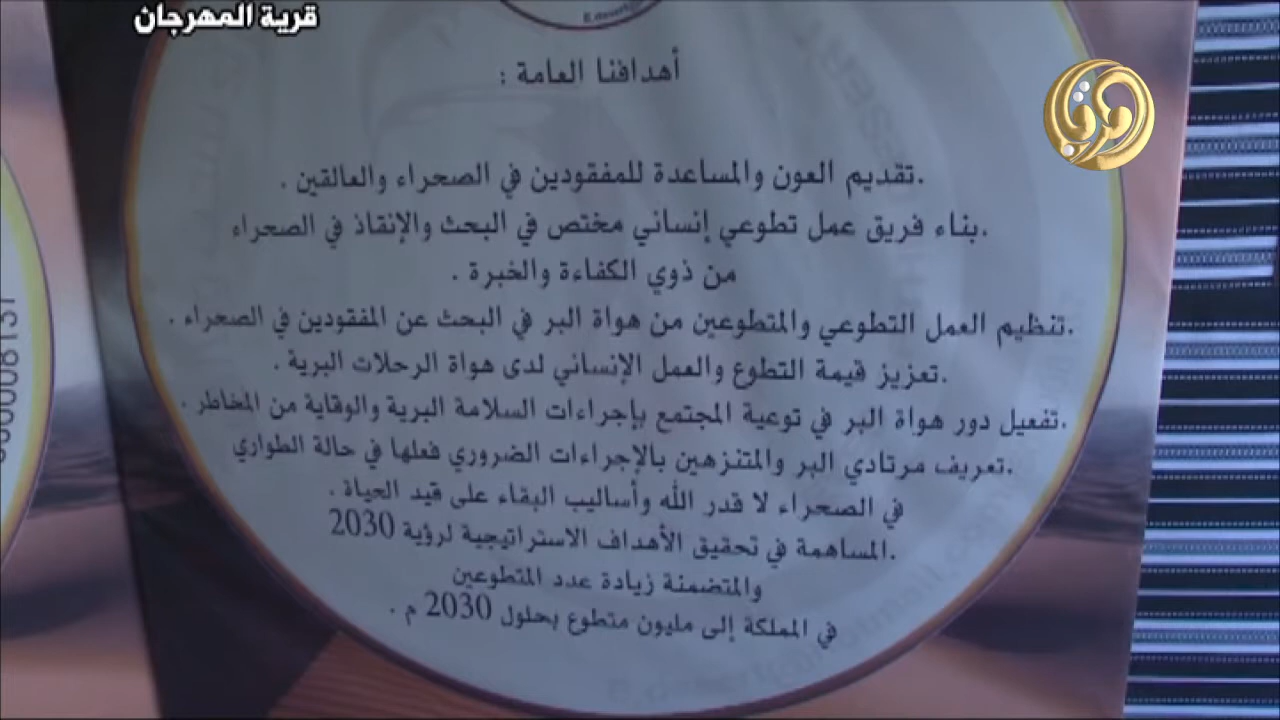 قرية المهرجان
أهدافنا العامة :
.تقديم العون والمساعدة للمفقودين في الصحراء والعالقين .
.بناء فريق عمل تطوعي إنساني مختص في البحث والإنقاذ في الصحراء
من ذوي الكفاءة والخبرة .
.تنظيم العمل التطوعي والمتطوعين من هواة البر في البحث عن المفقودين في الصحراء .
.تعزيز قيمة التطوع والعمل الإنساني لدى هواة الرحلات البرية .
.تفعيل دور هواة البر في توعية المجتمع بإجراءات السلامة البرية والوقاية من المخاطر .
.تعريف مرتادي البر والمتنزهين بالإجراءات الضروري فعلها في حالة الطواري
في الصحراء لا قدر الله وأساليب البقاء على قيد الحياة .
.المساهمة في تحقيق الأهداف الاستراتيجية لرؤية 2030
والمتضمنة زيادة عدد المتطوعين
في المملكة إلى مليون متطوع بحلول 2030 م .